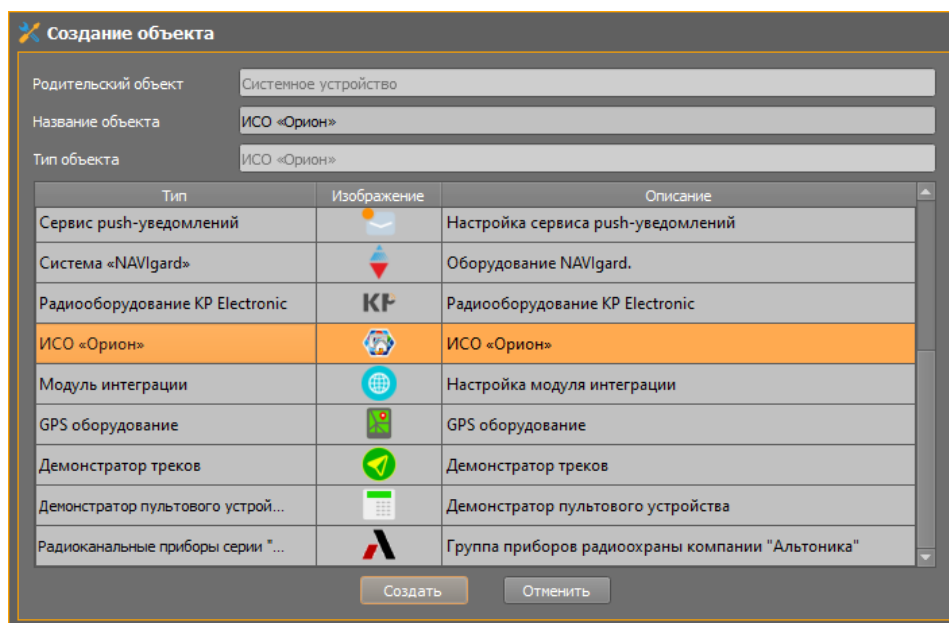 Создание объекта
Родительский объект Системное устройство
Название объекта ИСО «Орион»
Тип объекта ИСО «Орион»
Тип Изображение Описание
Сервис push-уведомлений Настройка сервиса push-уведомлений
Система «NAVIgard» Оборудование NAVIgard.
Радиооборудование KP Electronic KP Радиооборудование KP Electronic
ИСО «Орион» ИСО «Орион»
Модуль интеграции Настройка модуля интеграции
GPS оборудование GPS оборудование
Демонстратор треков Демонстратор треков
Демонстратор пультового устрой... Демонстратор пультового устройства
Радиоканальные приборы серии "... Группа приборов радиоохраны компании "Альтоника"
Создать Отменить